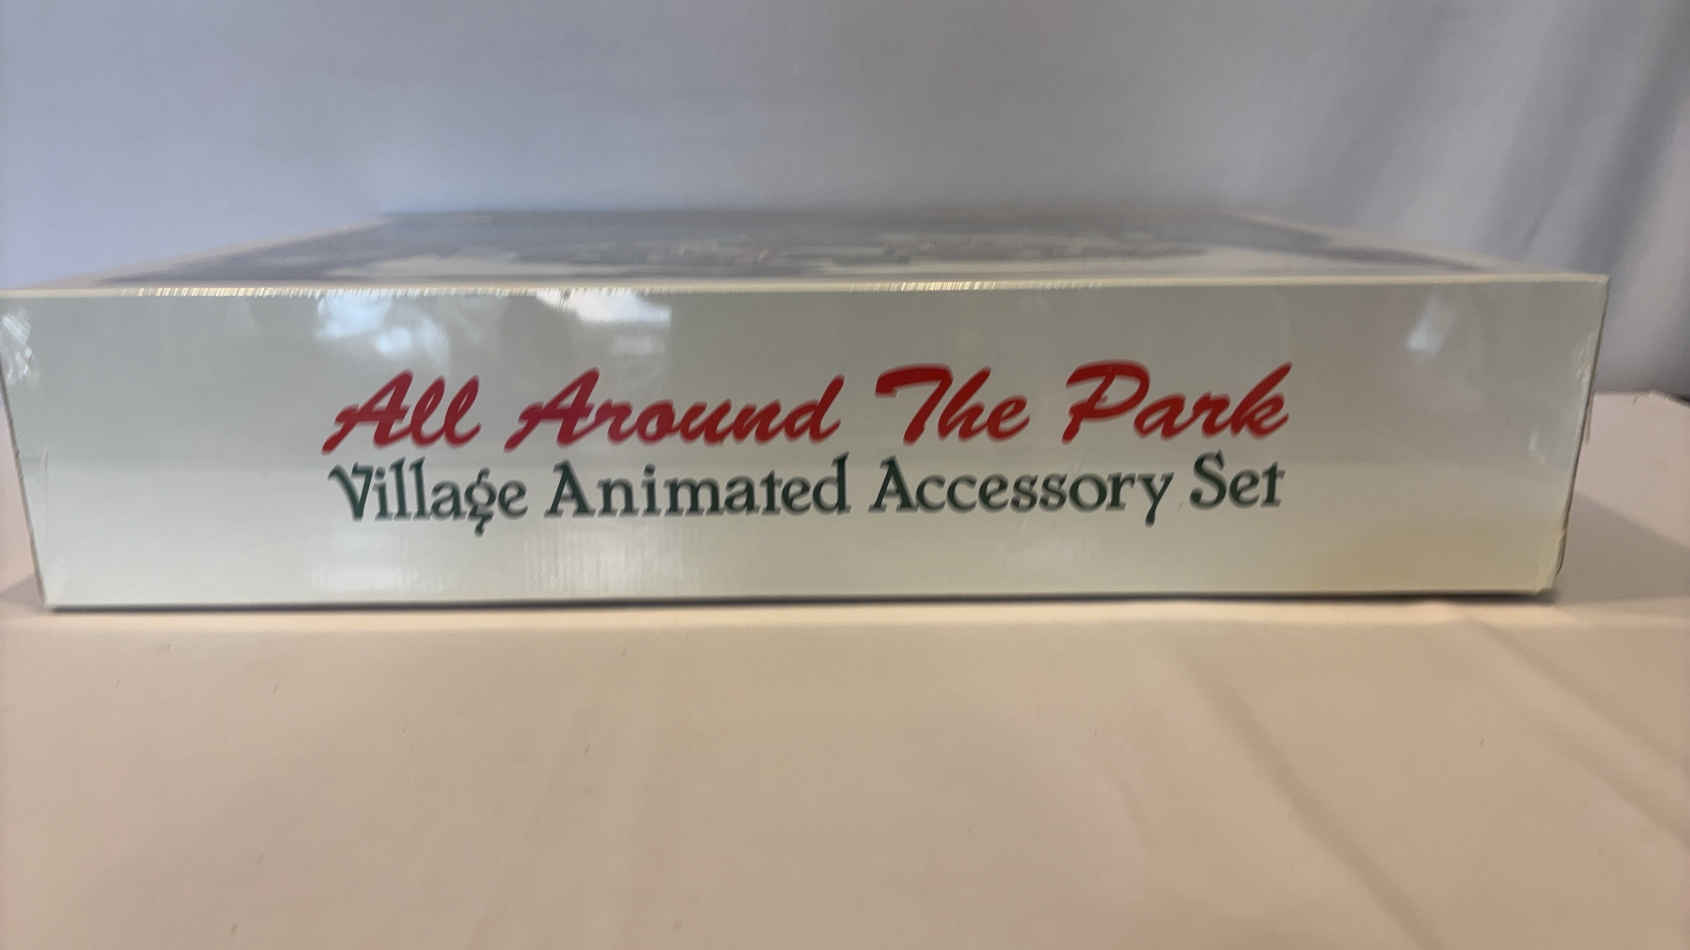 All Around The Park
Village Animated Accessory Set